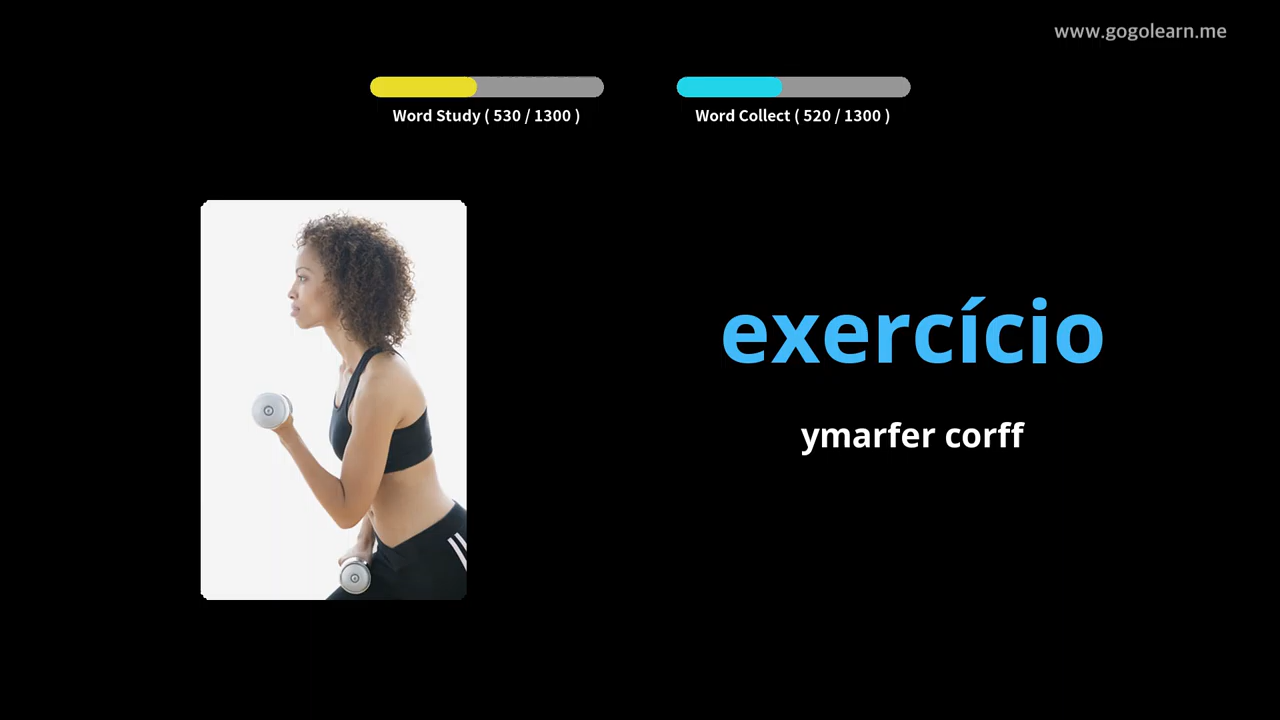 www.gogolearn.me
Word Study ( 530 / 1300 )
Word Collect ( 520 / 1300 )
exercício
ymarfer corff